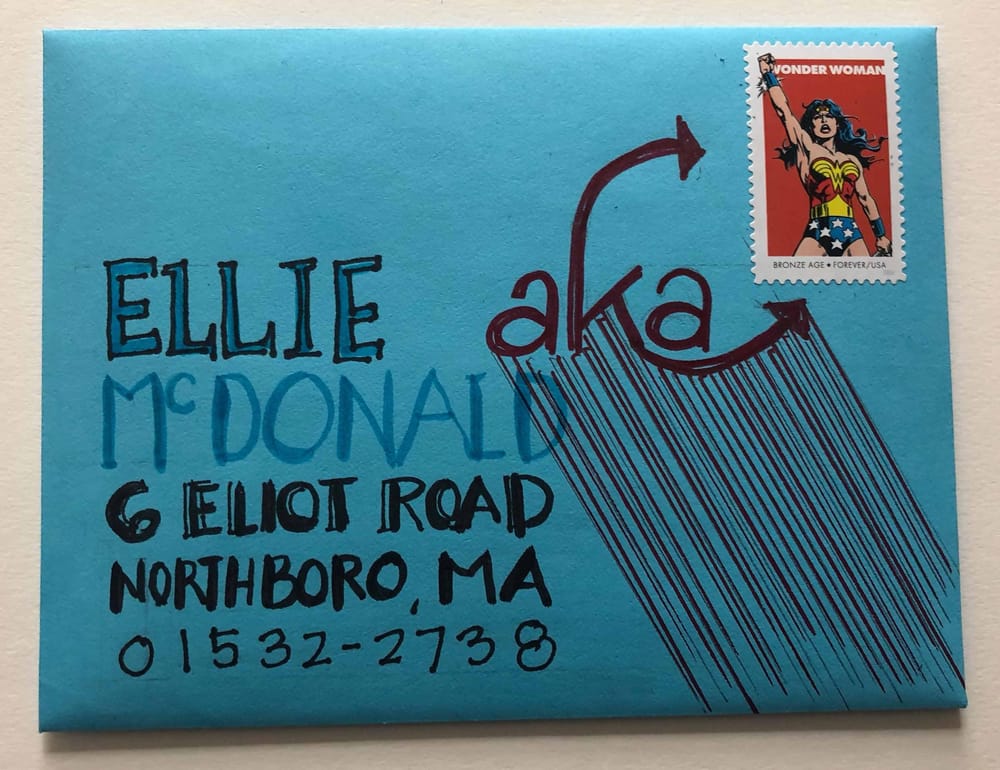 WONDER WOMAN
BRONZE AGE ★ FOREVER/USA
aka
ELLIE
McDONALD
6 ELIOT ROAD
NORTHBORO, MA
01532-2738